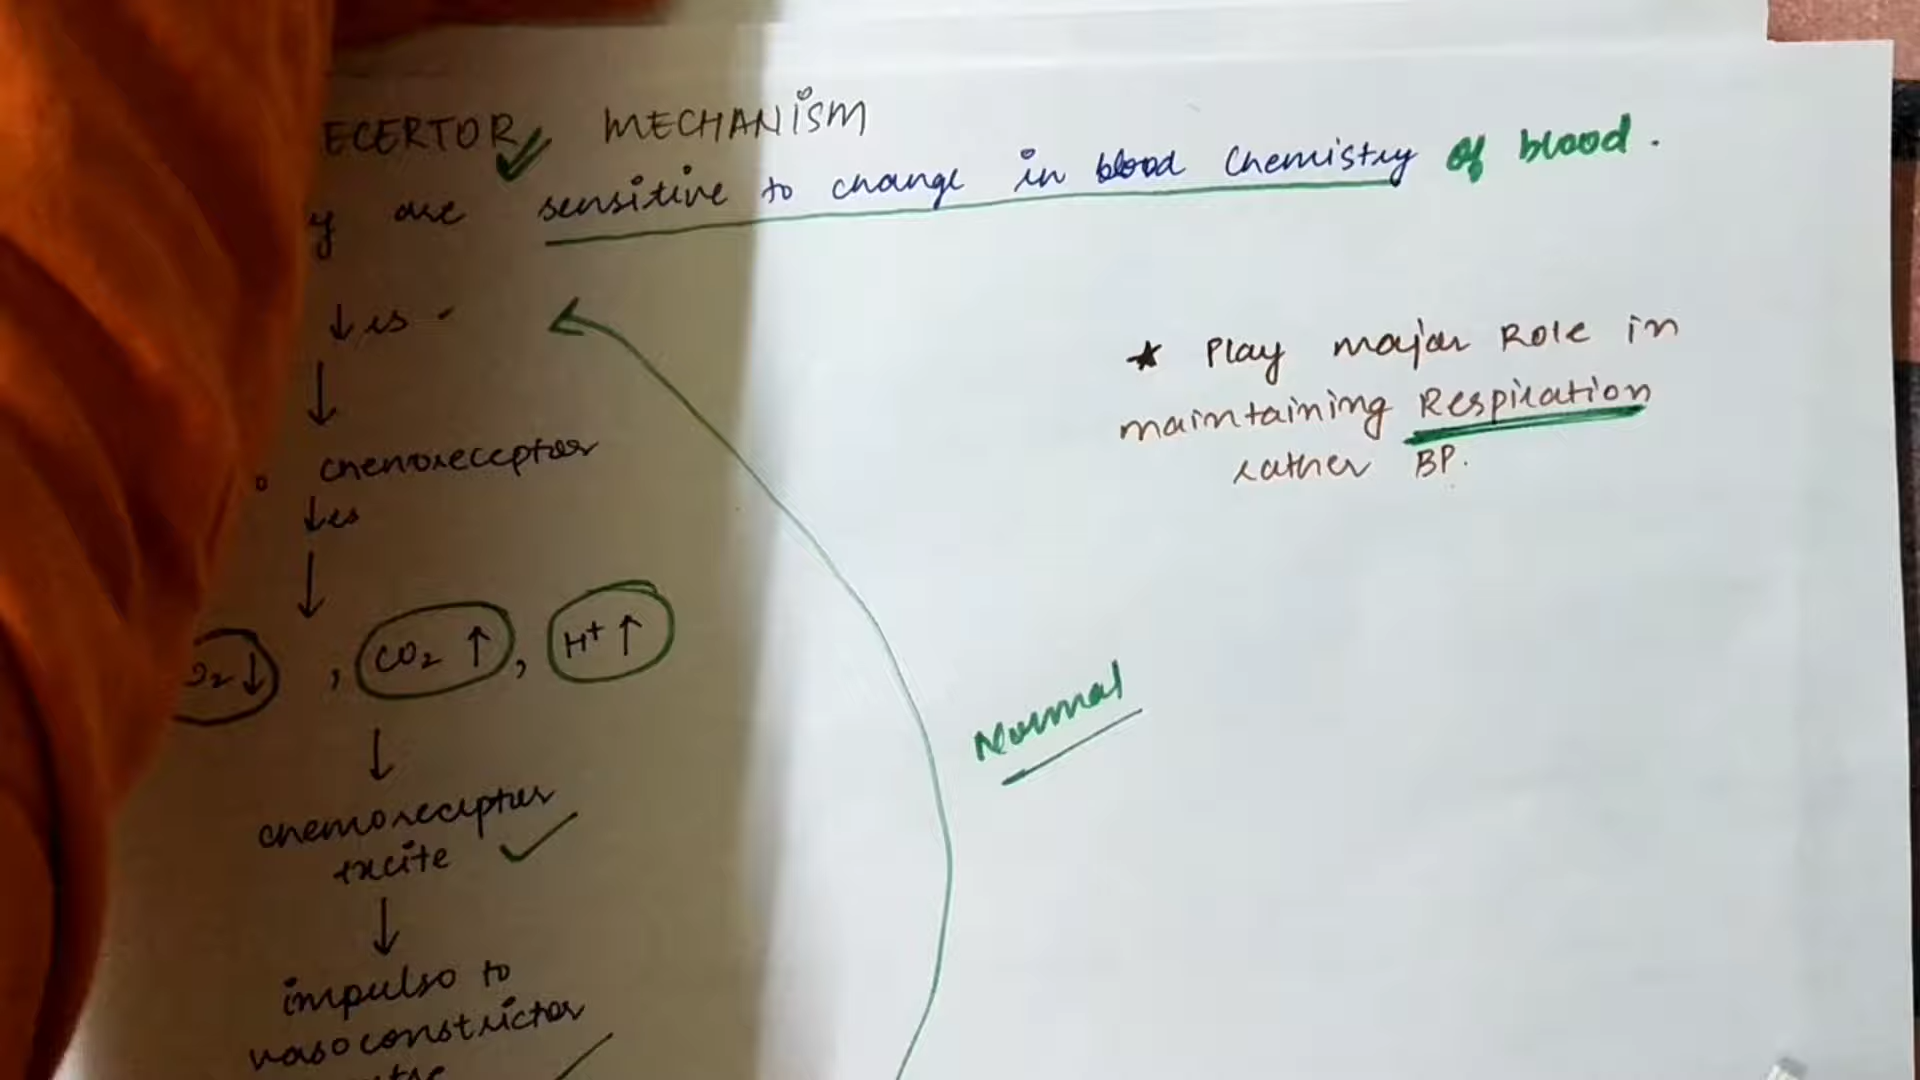 ECERTOR MECHANISM
y are sensitive to change in blood chemistry of blood.
↓es
↓
* Play major Role in
maintaining Respiration
rather BP.
o chemoreceptor
↓es
↓
O₂ ↓ , CO₂ ↑ , H⁺ ↑
↓
Normal
chemoreceptor
excite
↓
impulse to
vasoconstrictor